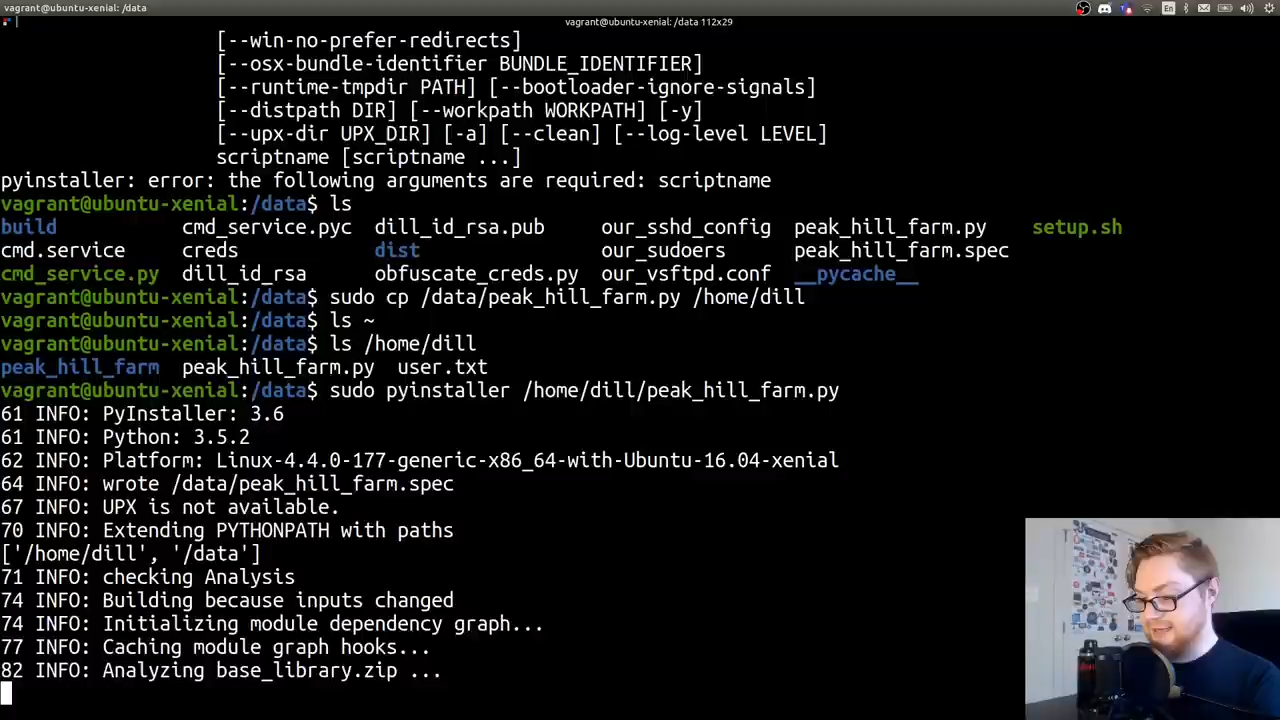 vagrant@ubuntu-xenial: /data
En
vagrant@ubuntu-xenial: /data 112x29
[--win-no-prefer-redirects]
[--osx-bundle-identifier BUNDLE_IDENTIFIER]
[--runtime-tmpdir PATH] [--bootloader-ignore-signals]
[--distpath DIR] [--workpath WORKPATH] [-y]
[--upx-dir UPX_DIR] [-a] [--clean] [--log-level LEVEL]
scriptname [scriptname ...]
pyinstaller: error: the following arguments are required: scriptname
vagrant@ubuntu-xenial:/data$ ls
build cmd_service.pyc dill_id_rsa.pub our_sshd_config peak_hill_farm.py setup.sh
cmd.service creds dist our_sudoers peak_hill_farm.spec
cmd_service.py dill_id_rsa obfuscate_creds.py our_vsftpd.conf __pycache__
vagrant@ubuntu-xenial:/data$ sudo cp /data/peak_hill_farm.py /home/dill
vagrant@ubuntu-xenial:/data$ ls ~
vagrant@ubuntu-xenial:/data$ ls /home/dill
peak_hill_farm peak_hill_farm.py user.txt
vagrant@ubuntu-xenial:/data$ sudo pyinstaller /home/dill/peak_hill_farm.py
61 INFO: PyInstaller: 3.6
61 INFO: Python: 3.5.2
62 INFO: Platform: Linux-4.4.0-177-generic-x86_64-with-Ubuntu-16.04-xenial
64 INFO: wrote /data/peak_hill_farm.spec
67 INFO: UPX is not available.
70 INFO: Extending PYTHONPATH with paths
['/home/dill', '/data']
71 INFO: checking Analysis
74 INFO: Building because inputs changed
74 INFO: Initializing module dependency graph...
77 INFO: Caching module graph hooks...
82 INFO: Analyzing base_library.zip ...